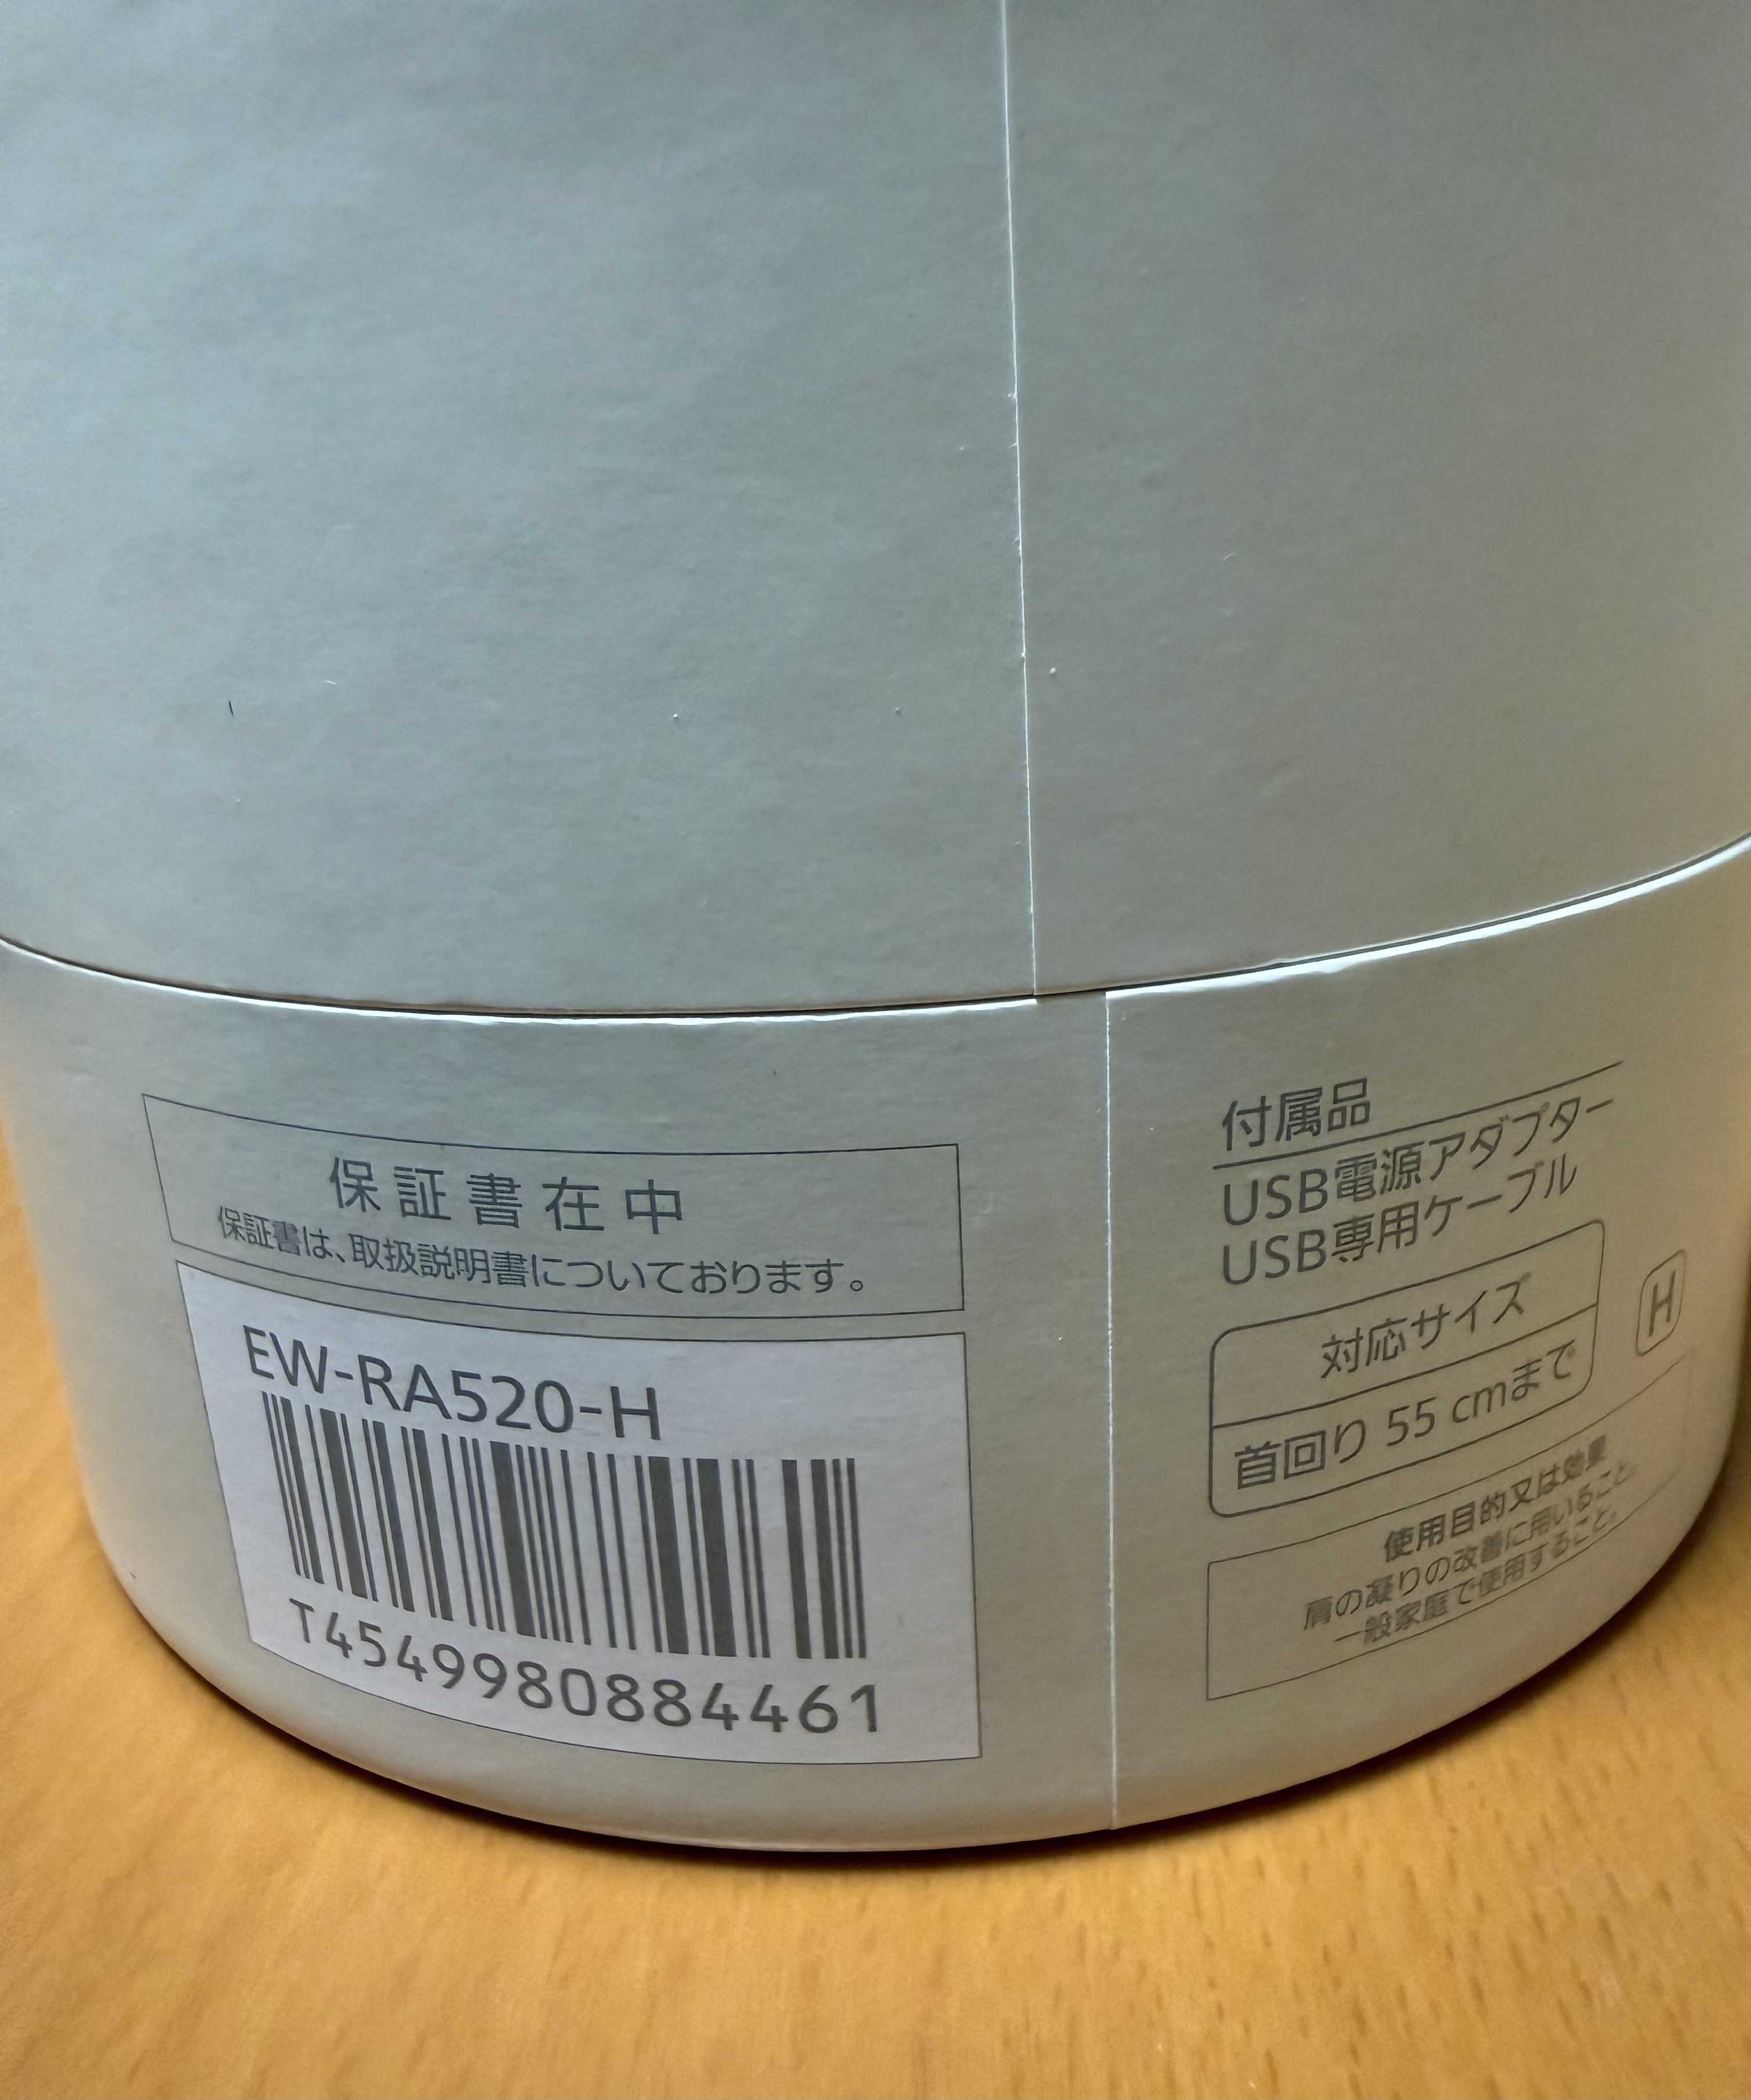 保証書在中
保証書は、取扱説明書についております。
EW-RA520-H
T4549980884461
付属品
USB電源アダプター
USB専用ケーブル
対応サイズ
首回り 55 cmまで
H
使用目的又は効果
肩の凝りの改善に用いること。
一般家庭で使用すること。